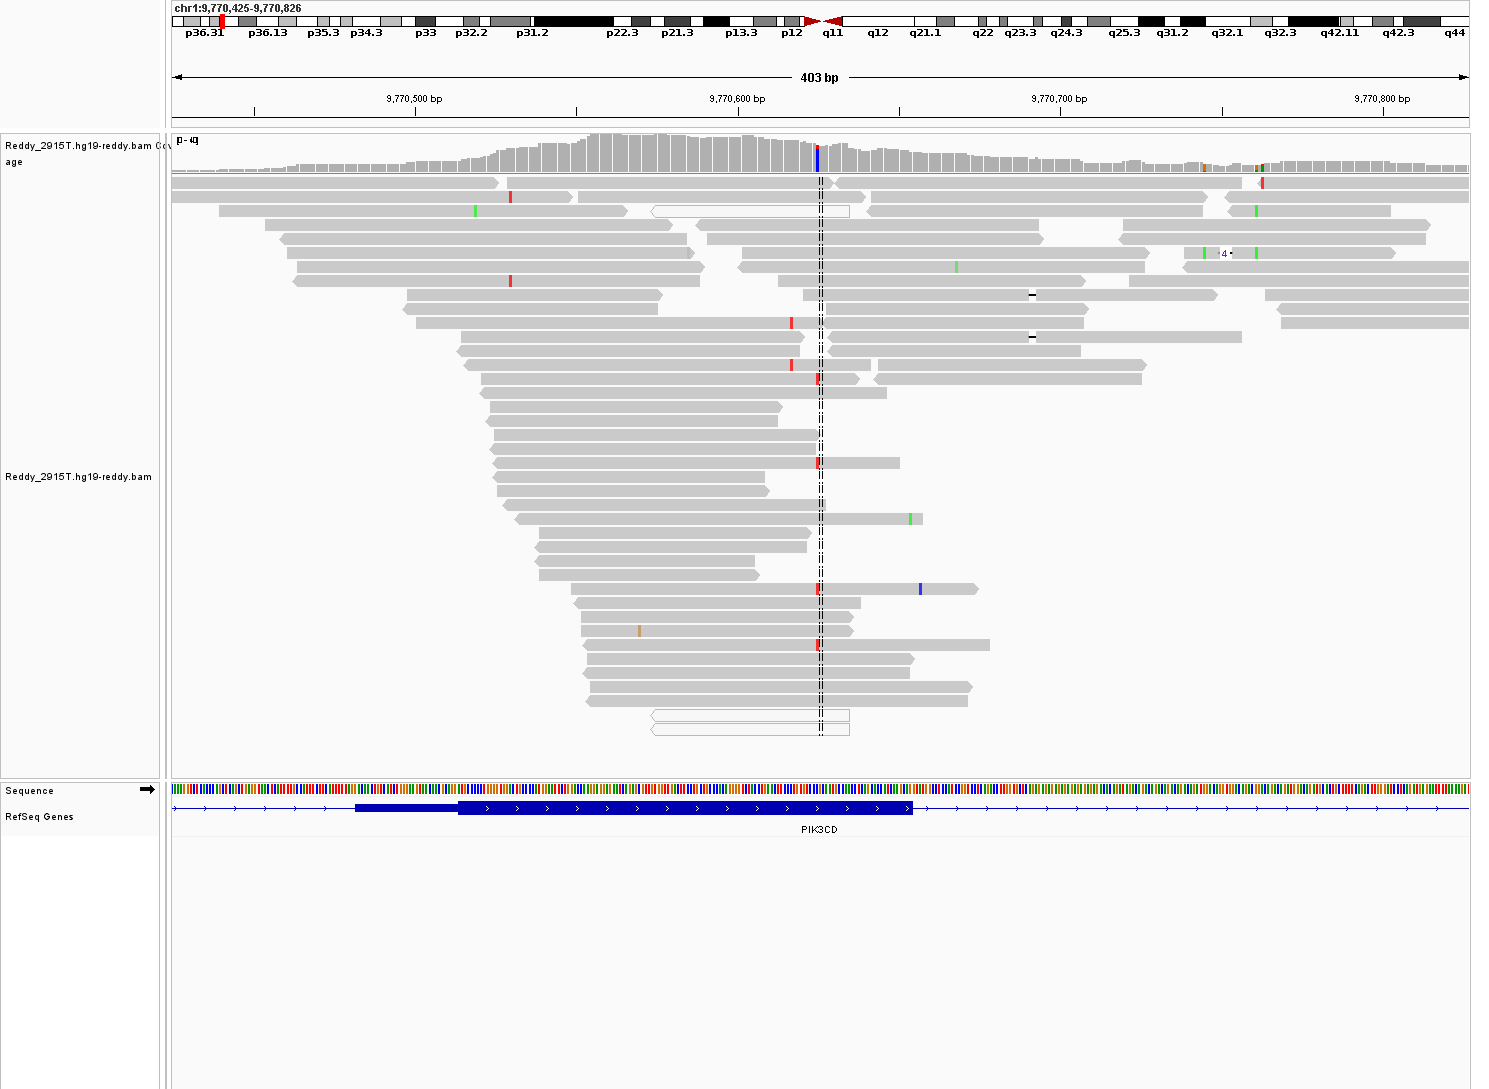 chr1:9,770,425-9,770,826
p36.31 p36.13 p35.3 p34.3 p33 p32.2 p31.2 p22.3 p21.3 p13.3 p12 q11 q12 q21.1 q22 q23.3 q24.3 q25.3 q31.2 q32.1 q32.3 q42.11 q42.3 q44
403 bp
9,770,500 bp 9,770,600 bp 9,770,700 bp 9,770,800 bp
Reddy_2915T.hg19-reddy.bam
age
4
Reddy_2915T.hg19-reddy.bam
Sequence
RefSeq Genes
PIK3CD